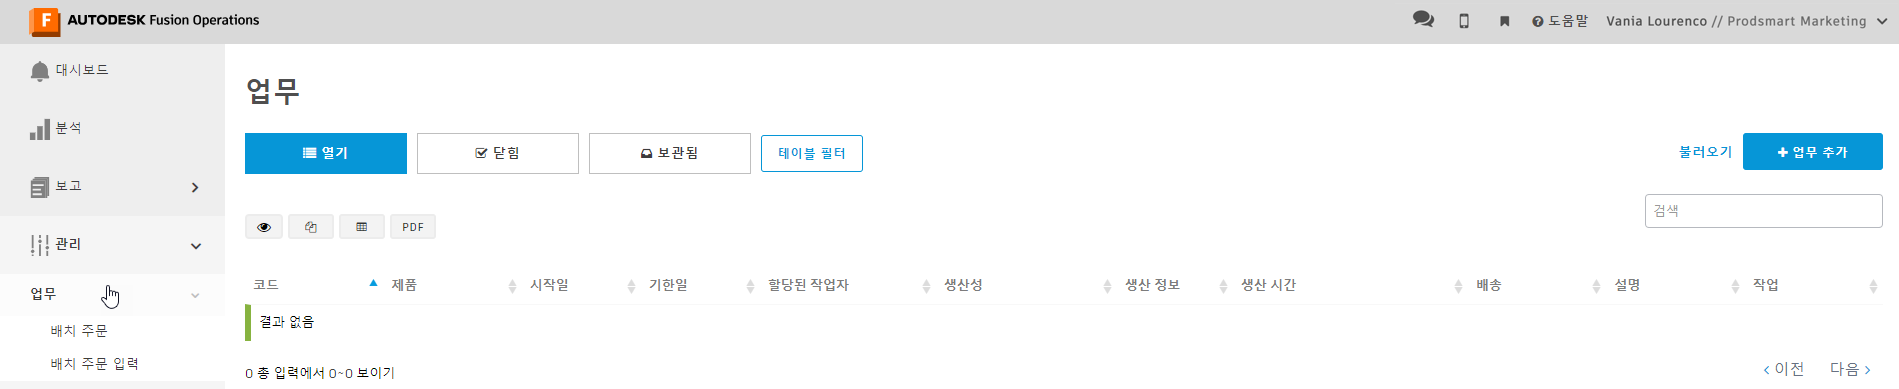 F AUTODESK Fusion Operations
도움말 Vania Lourenco // Prodsmart Marketing
대시보드
분석
보고
관리
업무
배치 주문
배치 주문 입력
업무
열기 닫힘 보관됨 테이블 필터 불러오기 + 업무 추가
검색
PDF
코드 제품 시작일 기한일 할당된 작업자 생산성 생산 정보 생산 시간 배송 설명 작업
결과 없음
0 총 입력에서 0~0 보이기
< 이전 다음 >